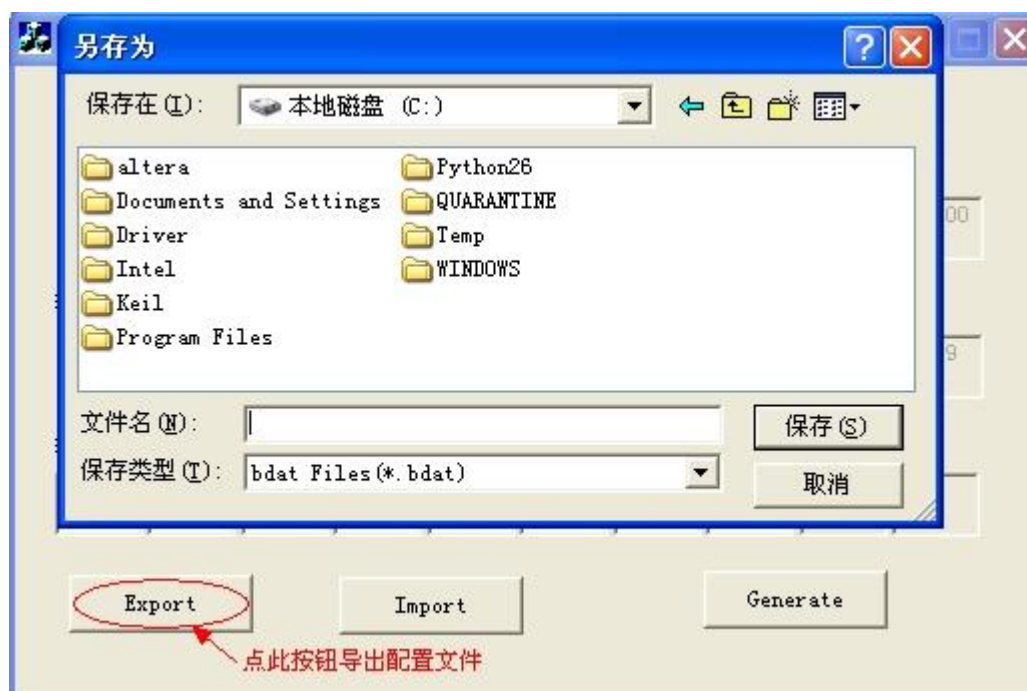 另存为
保存在(I):
本地磁盘 (C:)
altera
Documents and Settings
Driver
Intel
Keil
Program Files
Python26
QUARANTINE
Temp
WINDOWS
00
9
文件名(N):
保存(S)
保存类型(T):
bdat Files(*.bdat)
取消
Export
Import
Generate
点此按钮导出配置文件